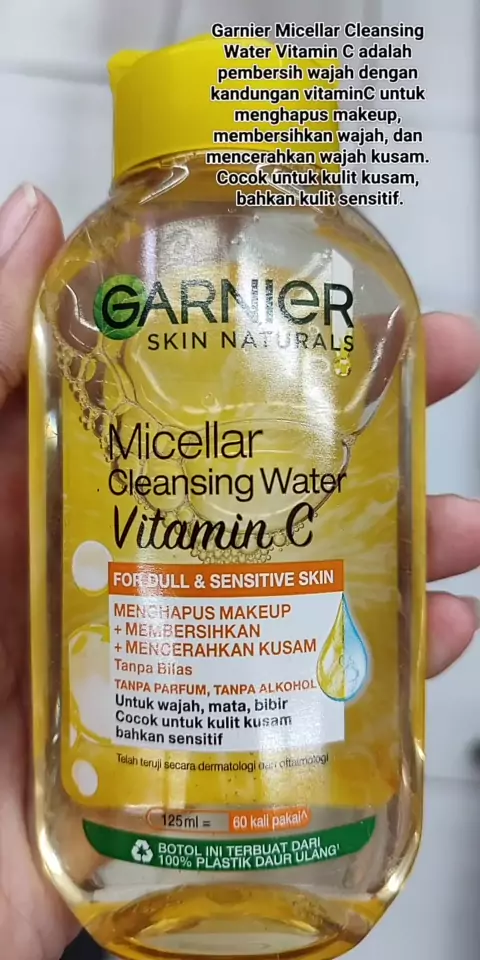 Garnier Micellar Cleansing
Water Vitamin C adalah
pembersih wajah dengan
kandungan vitaminC untuk
menghapus makeup,
membersihkan wajah, dan
mencerahkan wajah kusam.
Cocok untuk kulit kusam,
bahkan kulit sensitif.
GARNIER
SKIN NATURALS
Micellar
Cleansing Water
Vitamin C
FOR DULL & SENSITIVE SKIN
MENGHAPUS MAKEUP
+ MEMBERSIHKAN
+ MENCERAHKAN KUSAM
Tanpa Bilas
TANPA PARFUM, TANPA ALKOHOL
Untuk wajah, mata, bibir
Cocok untuk kulit kusam
bahkan sensitif
Telah teruji secara dermatologi dan oftalmologi
125ml = 60 kali pakai^
BOTOL INI TERBUAT DARI
100% PLASTIK DAUR ULANG¹